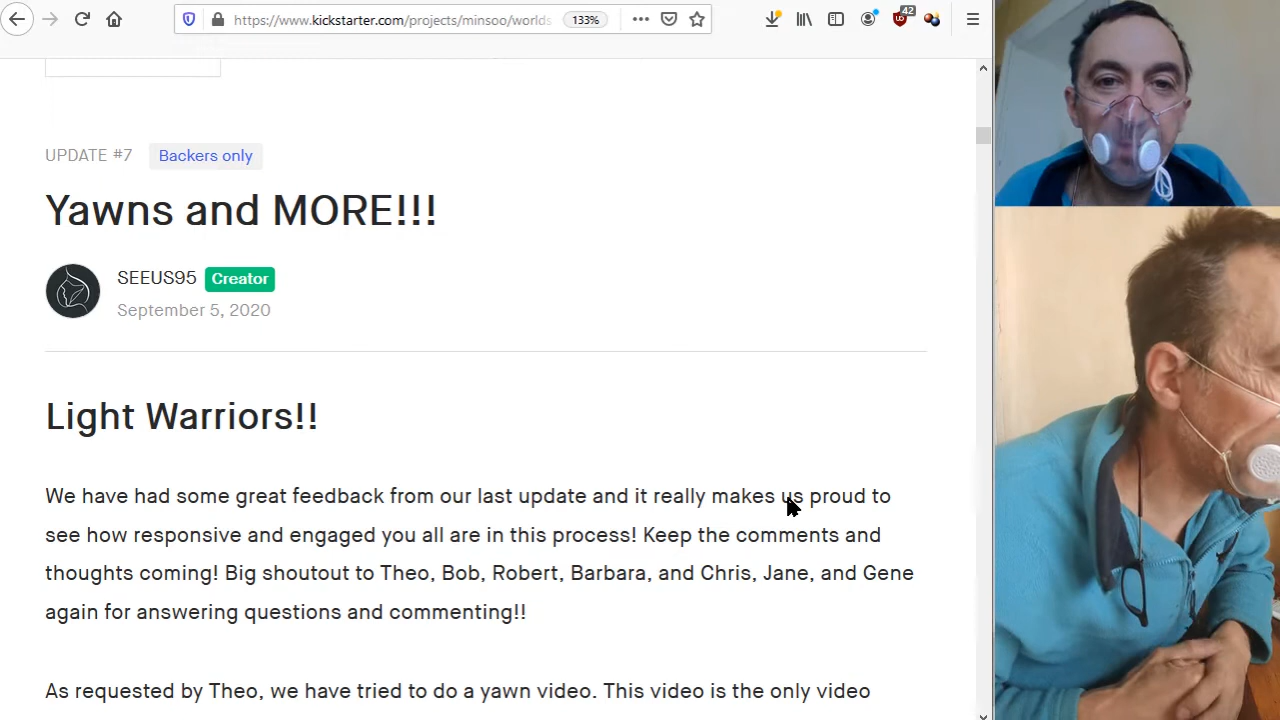 https://www.kickstarter.com/projects/minsoo/worlds
133%
42
UPDATE #7 Backers only
Yawns and MORE!!!
SEEUS95 Creator
September 5, 2020
Light Warriors!!
We have had some great feedback from our last update and it really makes us proud to
see how responsive and engaged you all are in this process! Keep the comments and
thoughts coming! Big shoutout to Theo, Bob, Robert, Barbara, and Chris, Jane, and Gene
again for answering questions and commenting!!
As requested by Theo, we have tried to do a yawn video. This video is the only video